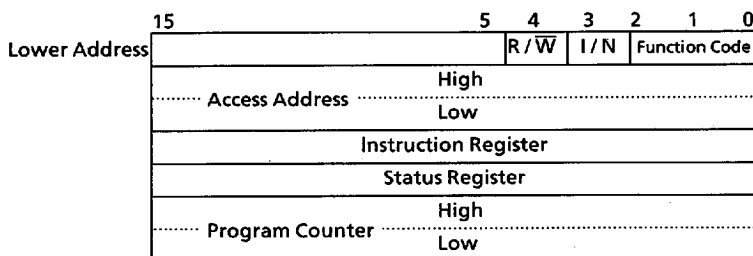 15 5 4 3 2 1 0
Lower Address R / W̅ I / N Function Code
High
Access Address
Low
Instruction Register
Status Register
High
Program Counter
Low